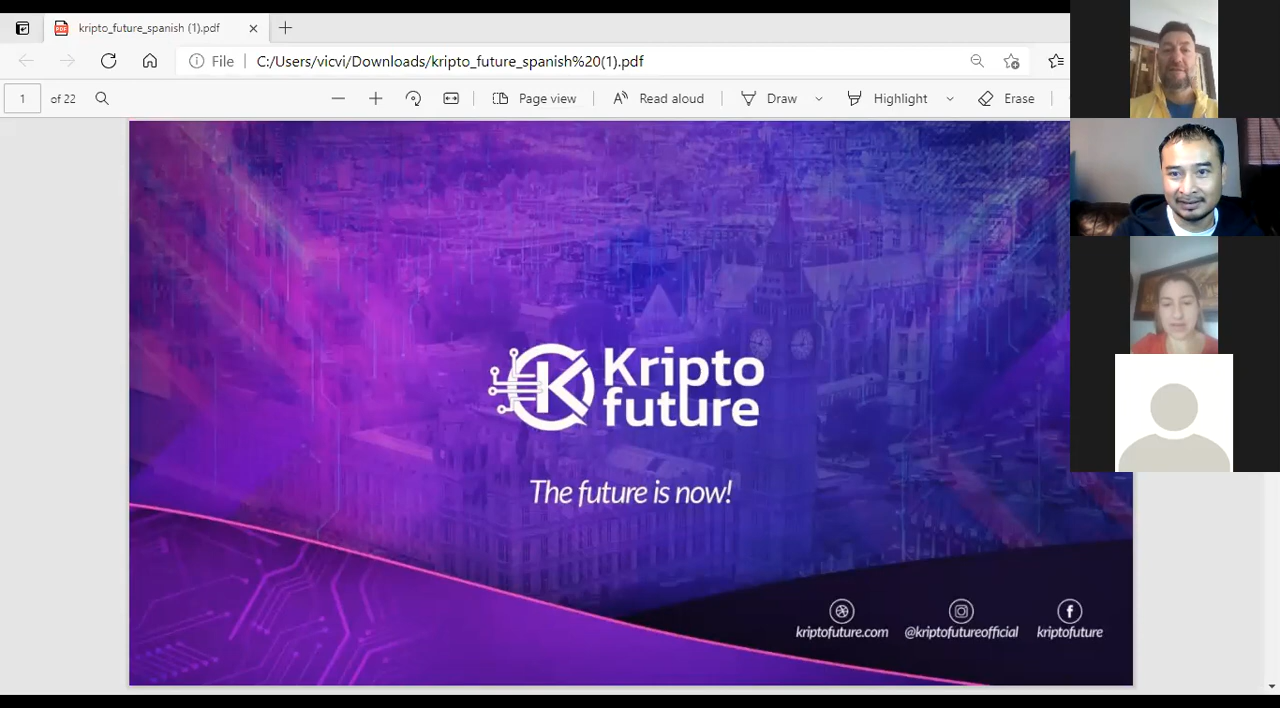 kripto_future_spanish (1).pdf
File
C:/Users/vicvi/Downloads/kripto_future_spanish%20(1).pdf
1 of 22
Page view
Read aloud
Draw
Highlight
Erase
Kripto
future
The future is now!
kriptofuture.com
@kriptofutureofficial
kriptofuture